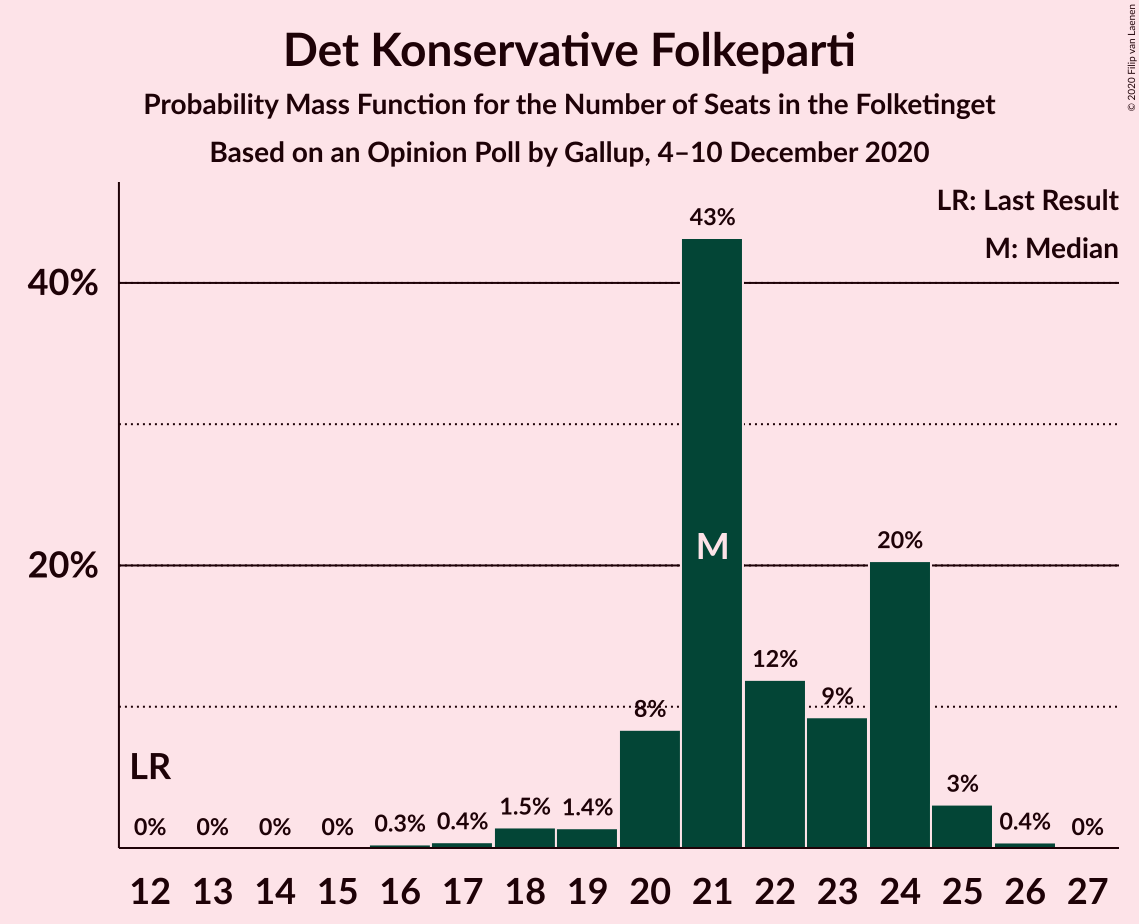 Det Konservative Folkeparti
Probability Mass Function for the Number of Seats in the Folketinget
Based on an Opinion Poll by Gallup, 4–10 December 2020
© 2020 Filip van Laenen
LR: Last Result
M: Median
43%
40%
M
20%
20%
12%
9%
8%
LR
3%
0% 0% 0% 0% 0.3% 0.4% 1.5% 1.4% 0.4% 0%
12 13 14 15 16 17 18 19 20 21 22 23 24 25 26 27